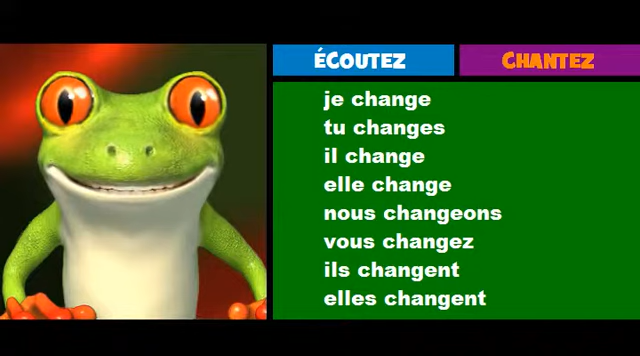 ÉCOUTEZ CHANTEZ
je change
tu changes
il change
elle change
nous changeons
vous changez
ils changent
elles changent